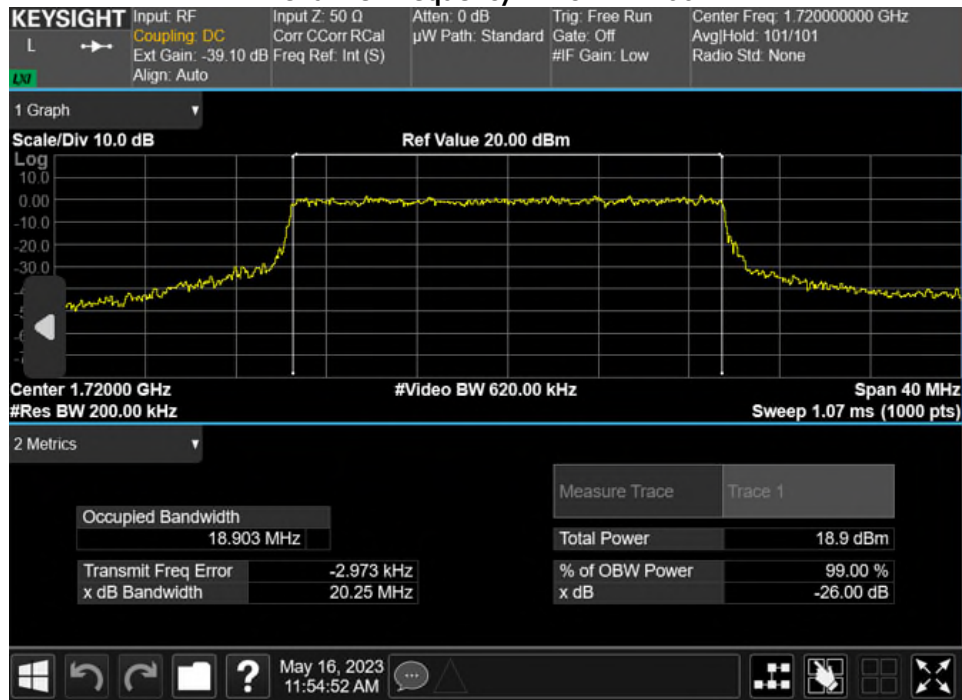 KEYSIGHT Input: RF Input Z: 50 Ω Atten: 0 dB Trig: Free Run Center Freq: 1.720000000 GHz
L Coupling: DC Corr CCorr RCal µW Path: Standard Gate: Off Avg|Hold: 101/101
Ext Gain: -39.10 dB Freq Ref: Int (S) #IF Gain: Low Radio Std: None
LXI Align: Auto
1 Graph
Scale/Div 10.0 dB Ref Value 20.00 dBm
Log
10.0
0.00
-10.0
-20.0
-30.0
Center 1.72000 GHz #Video BW 620.00 kHz Span 40 MHz
#Res BW 200.00 kHz Sweep 1.07 ms (1000 pts)
2 Metrics
Measure Trace Trace 1
Occupied Bandwidth
18.903 MHz Total Power 18.9 dBm
Transmit Freq Error -2.973 kHz % of OBW Power 99.00 %
x dB Bandwidth 20.25 MHz x dB -26.00 dB
? May 16, 2023
11:54:52 AM